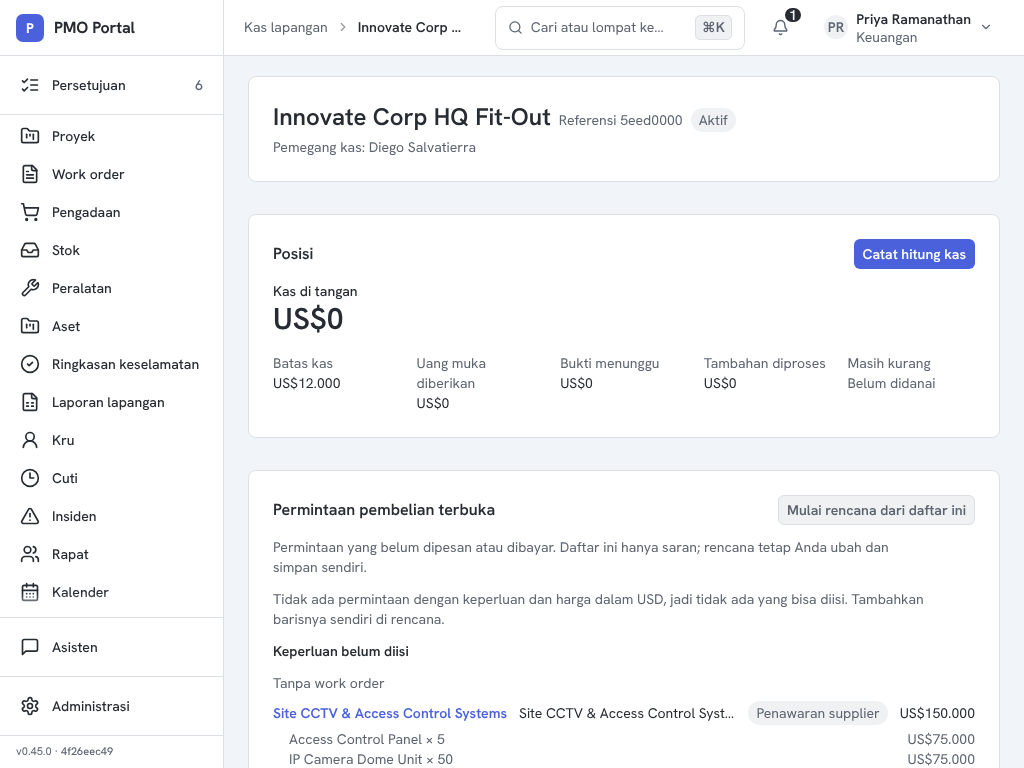 P PMO Portal
Kas lapangan > Innovate Corp ...
Cari atau lompat ke... ⌘K
1
PR Priya Ramanathan
Keuangan
Persetujuan 6
Proyek
Work order
Pengadaan
Stok
Peralatan
Aset
Ringkasan keselamatan
Laporan lapangan
Kru
Cuti
Insiden
Rapat
Kalender
Asisten
Administrasi
v0.45.0 · 4f26eec49
Innovate Corp HQ Fit-Out Referensi 5eed0000 Aktif
Pemegang kas: Diego Salvatierra
Posisi Catat hitung kas
Kas di tangan
US$0
Batas kas
US$12.000
Uang muka
diberikan
US$0
Bukti menunggu
US$0
Tambahan diproses
US$0
Masih kurang
Belum didanai
Permintaan pembelian terbuka Mulai rencana dari daftar ini
Permintaan yang belum dipesan atau dibayar. Daftar ini hanya saran; rencana tetap Anda ubah dan
simpan sendiri.
Tidak ada permintaan dengan keperluan dan harga dalam USD, jadi tidak ada yang bisa diisi. Tambahkan
barisnya sendiri di rencana.
Keperluan belum diisi
Tanpa work order
Site CCTV & Access Control Systems Site CCTV & Access Control Syst... Penawaran supplier US$150.000
Access Control Panel × 5 US$75.000
IP Camera Dome Unit × 50 US$75.000